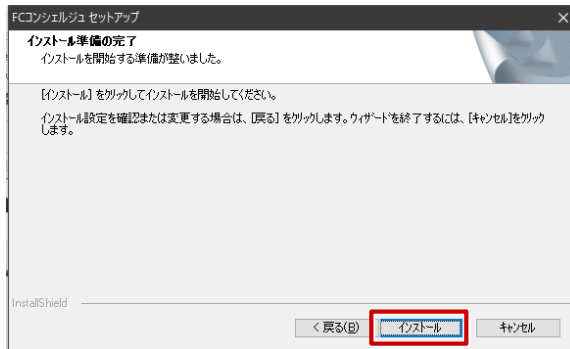 FCコンシェルジュ セットアップ
インストール準備の完了
インストールを開始する準備が整いました。
[インストール] をクリックしてインストールを開始してください。
インストール設定を確認または変更する場合は、[戻る] をクリックします。ウィザードを終了するには、[キャンセル]をクリック
します。
InstallShield
< 戻る(B)
インストール
キャンセル